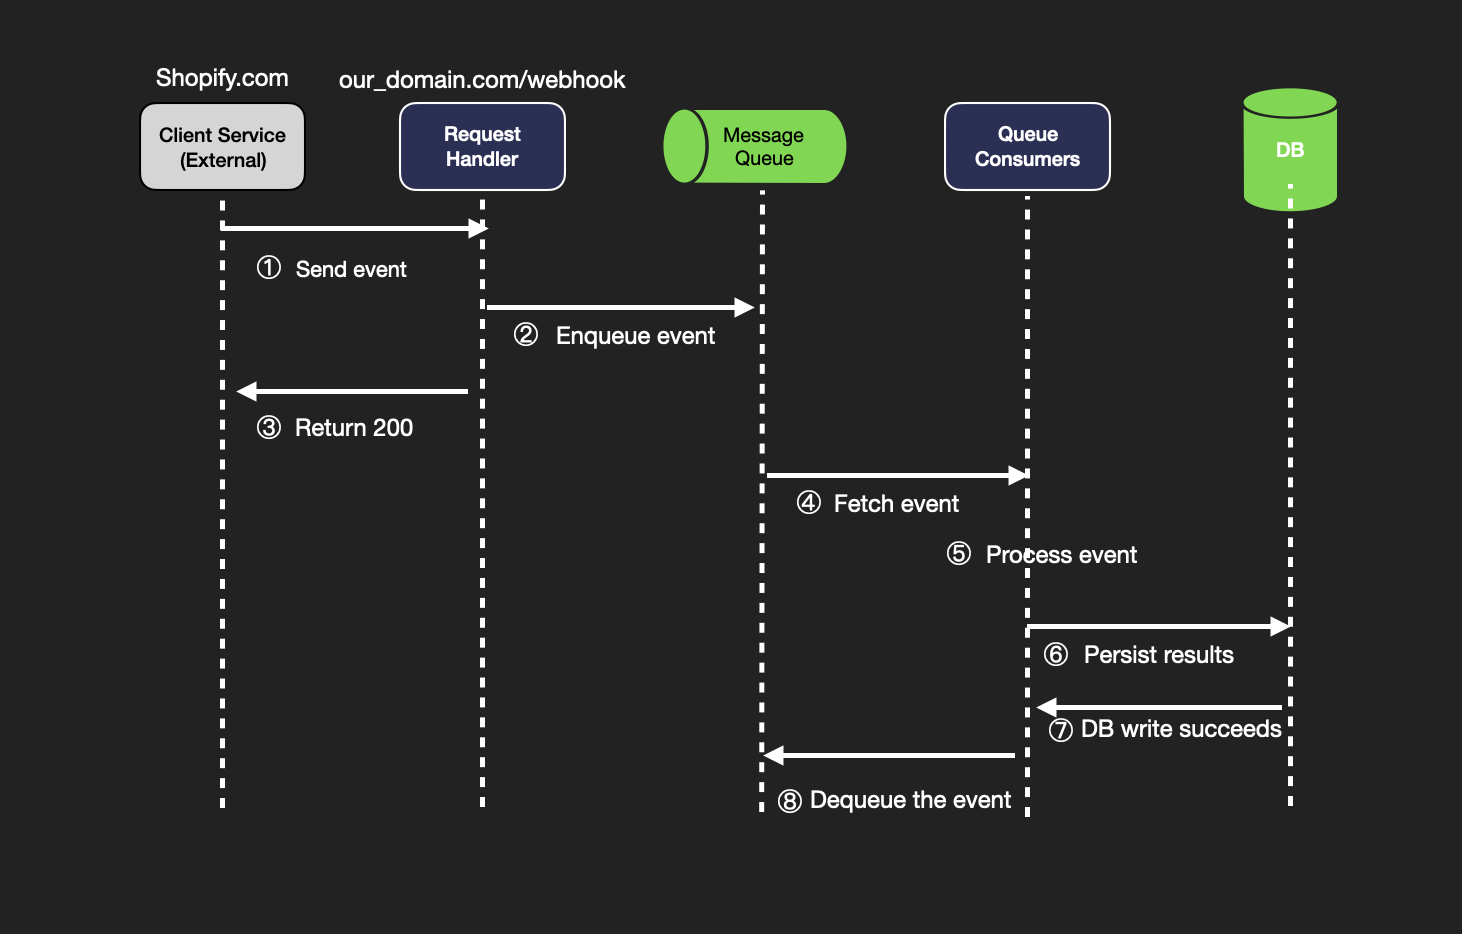 Shopify.com
our_domain.com/webhook
Client Service
(External)
Request
Handler
Message
Queue
Queue
Consumers
DB
① Send event
② Enqueue event
③ Return 200
④ Fetch event
⑤ Process event
⑥ Persist results
⑦ DB write succeeds
⑧ Dequeue the event